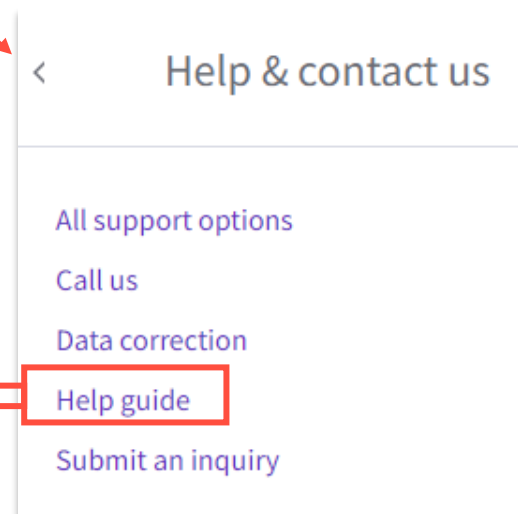 Help & contact us
All support options
Call us
Data correction
Help guide
Submit an inquiry